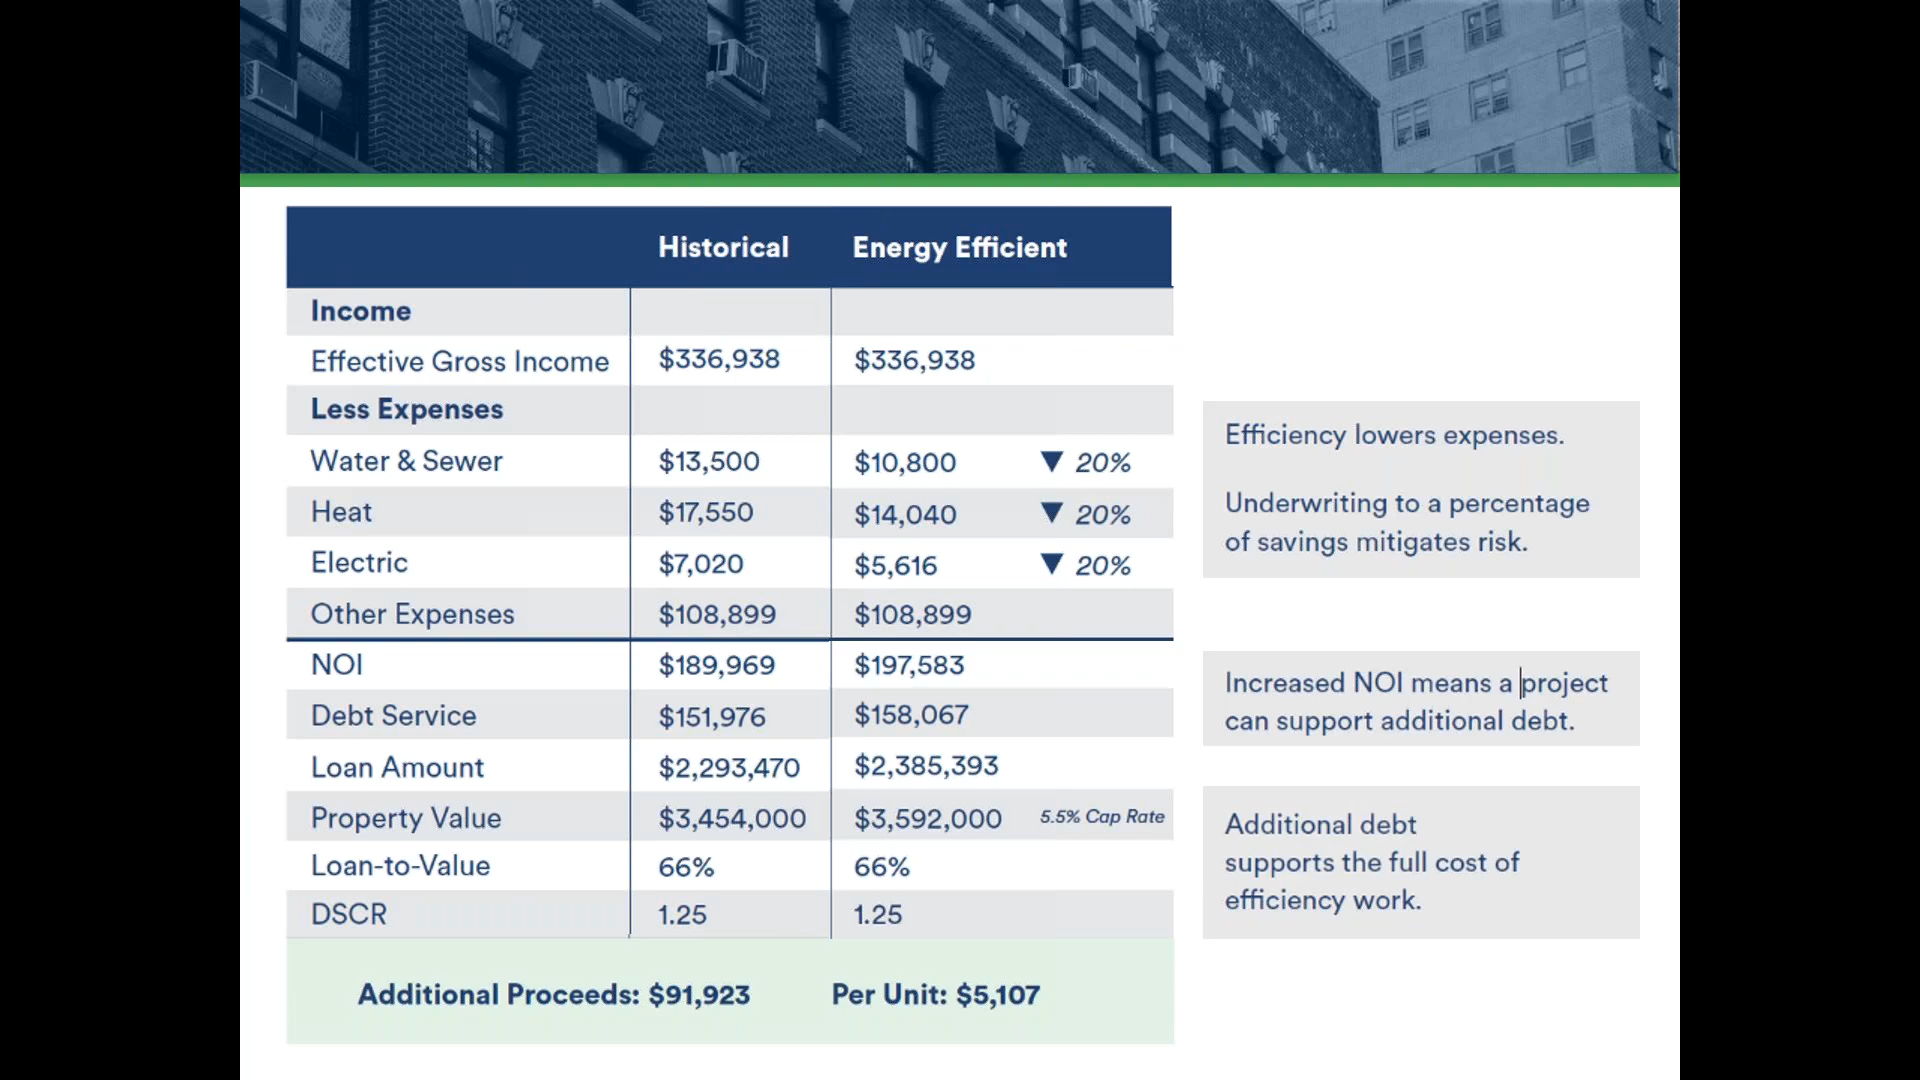 Historical Energy Efficient
Income
Effective Gross Income $336,938 $336,938
Less Expenses
Water & Sewer $13,500 $10,800 ▼ 20%
Heat $17,550 $14,040 ▼ 20%
Electric $7,020 $5,616 ▼ 20%
Other Expenses $108,899 $108,899
NOI $189,969 $197,583
Debt Service $151,976 $158,067
Loan Amount $2,293,470 $2,385,393
Property Value $3,454,000 $3,592,000 5.5% Cap Rate
Loan-to-Value 66% 66%
DSCR 1.25 1.25
Additional Proceeds: $91,923 Per Unit: $5,107
Efficiency lowers expenses.
Underwriting to a percentage
of savings mitigates risk.
Increased NOI means a project
can support additional debt.
Additional debt
supports the full cost of
efficiency work.